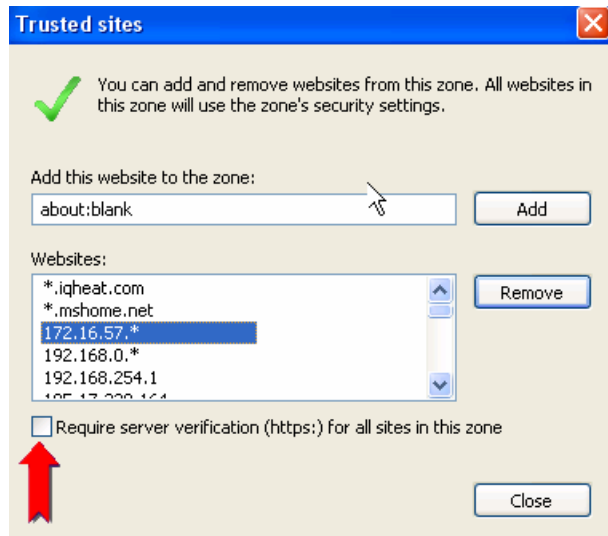 Trusted sites
You can add and remove websites from this zone. All websites in
this zone will use the zone's security settings.
Add this website to the zone:
about:blank
Add
Websites:
*.iqheat.com
*.mshome.net
172.16.57.*
192.168.0.*
192.168.254.1
Remove
Require server verification (https:) for all sites in this zone
Close